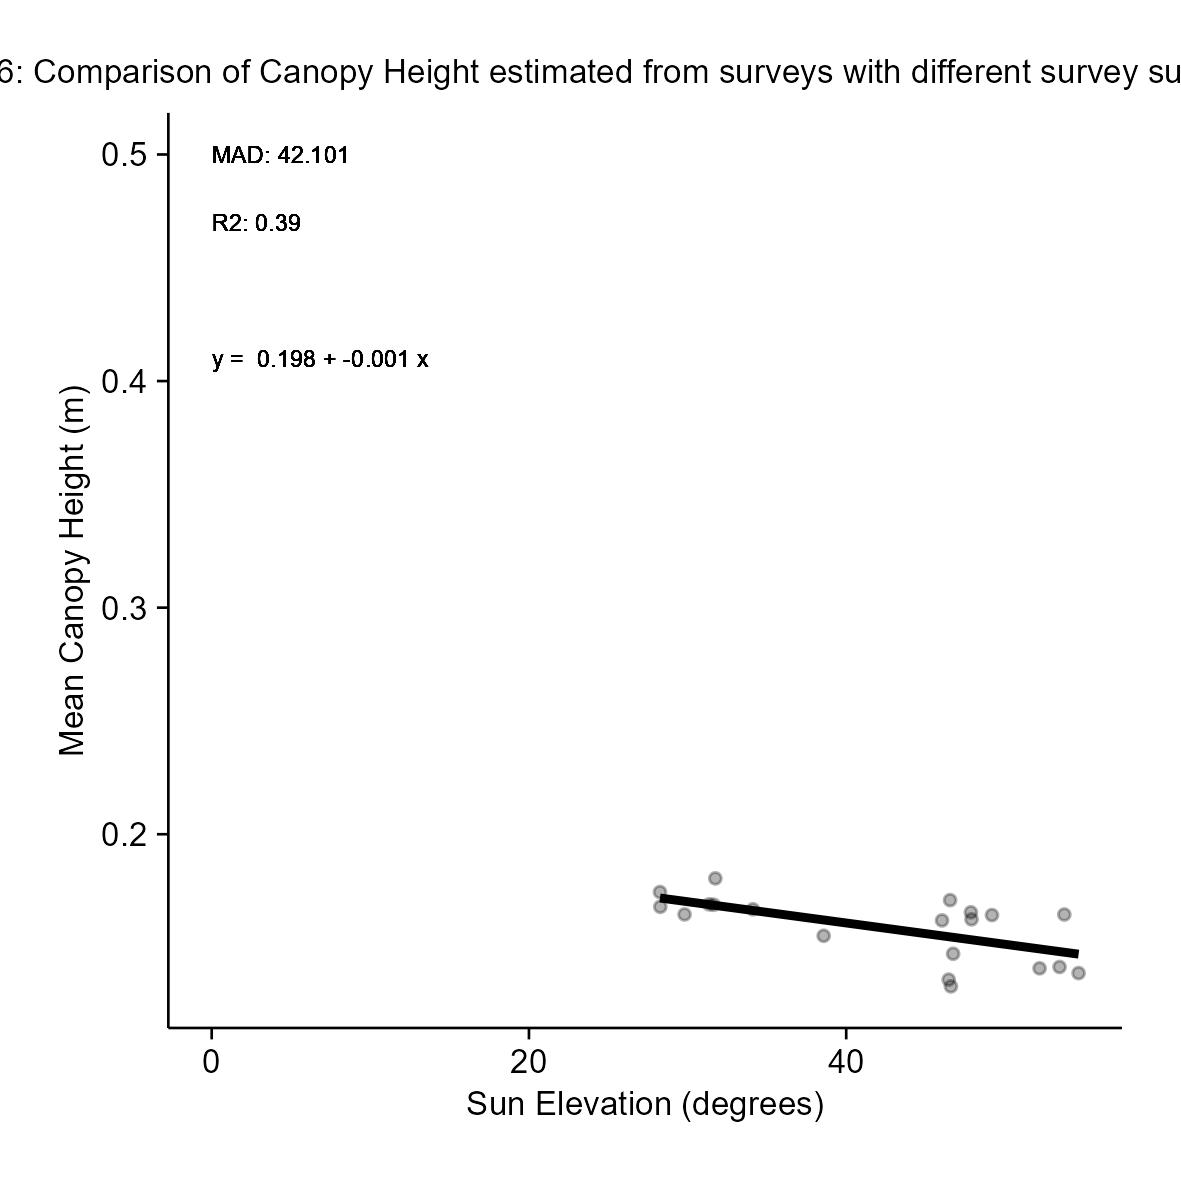 6: Comparison of Canopy Height estimated from surveys with different survey su
0.5
MAD: 42.101
R2: 0.39
y =  0.198 + -0.001 x
0.4
0.3
0.2
Mean Canopy Height (m)
0
20
40
Sun Elevation (degrees)